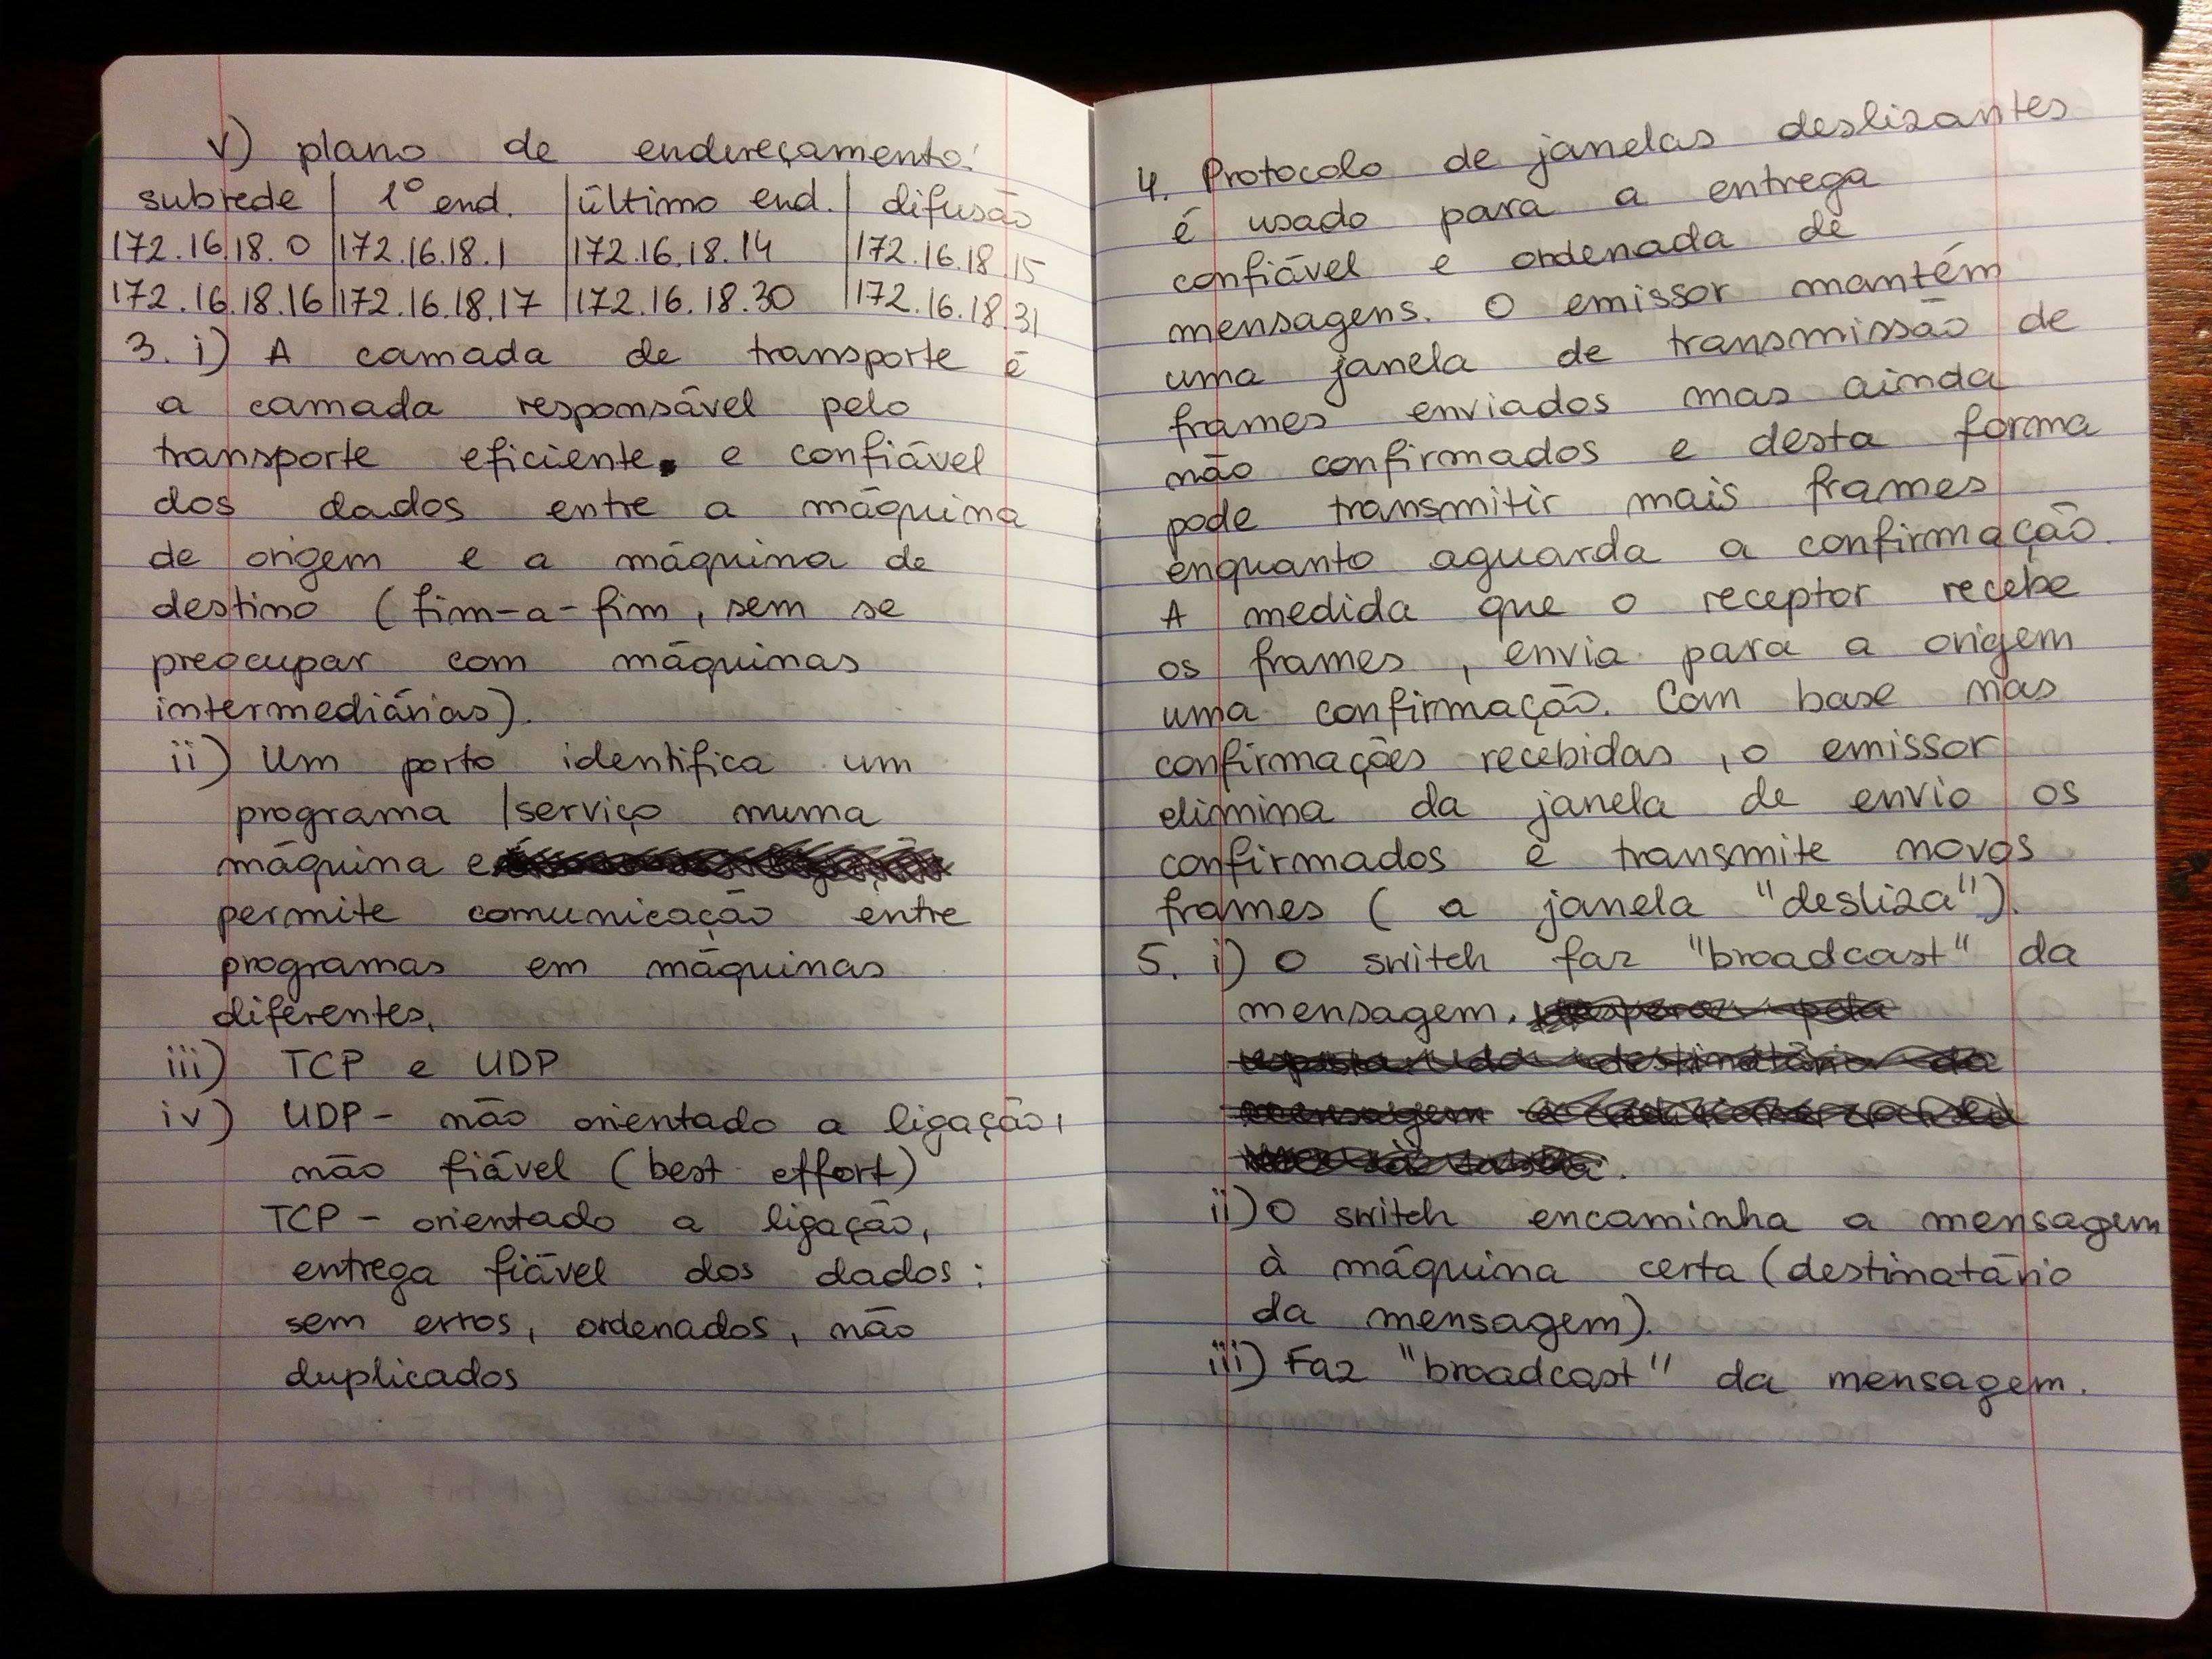 v) plano de endereçamento:
subrede | 1º end. | último end. | difusão
172.16.18.0 | 172.16.18.1 | 172.16.18.14 | 172.16.18.15
172.16.18.16 | 172.16.18.17 | 172.16.18.30 | 172.16.18.31
3. i) A camada de transporte é
a camada responsável pelo
transporte eficiente e confiável
dos dados entre a máquina
de origem e a máquina de
destino (fim-a-fim, sem se
preocupar com máquinas
intermediárias).
ii) Um porto identifica um
programa /serviço numa
máquina e
permite comunicação entre
programas em máquinas
diferentes.
iii) TCP e UDP
iv) UDP - não orientado a ligação,
não fiável (best effort)
TCP - orientado a ligação,
entrega fiável dos dados:
sem erros, ordenados, não
duplicados
4. Protocolo de janelas deslizantes
é usado para a entrega
confiável e ordenada de
mensagens. O emissor mantém
uma janela de transmissão de
frames enviados mas ainda
não confirmados e desta forma
pode transmitir mais frames
enquanto aguarda a confirmação.
A medida que o receptor recebe
os frames, envia para a origem
uma confirmação. Com base nas
confirmações recebidas, o emissor
elimina da janela de envio os
confirmados e transmite novos
frames ( a janela "desliza").
5. i) O switch faz "broadcast" da
mensagem.
ii) O switch encaminha a mensagem
à máquina certa (destinatário
da mensagem).
iii) Faz "broadcast" da mensagem.